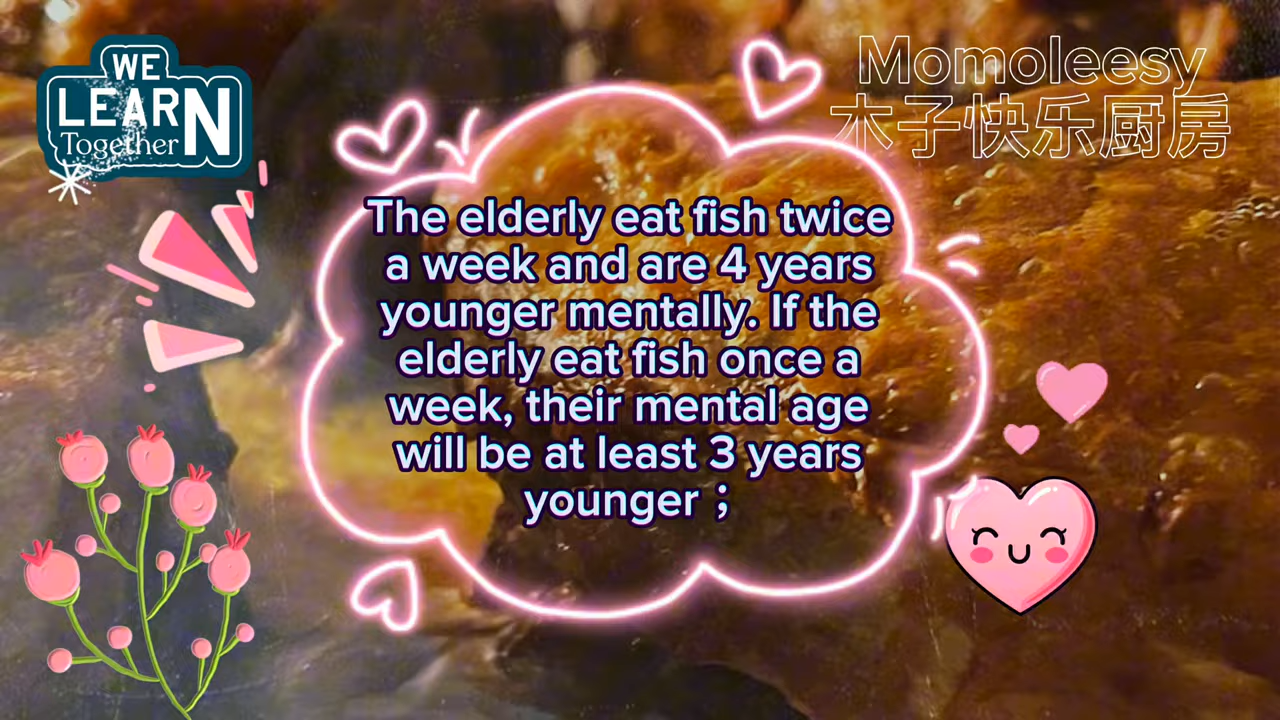 WE
LEARN
Together
Momoleesy
木子快乐厨房
The elderly eat fish twice
a week and are 4 years
younger mentally. If the
elderly eat fish once a
week, their mental age
will be at least 3 years
younger；